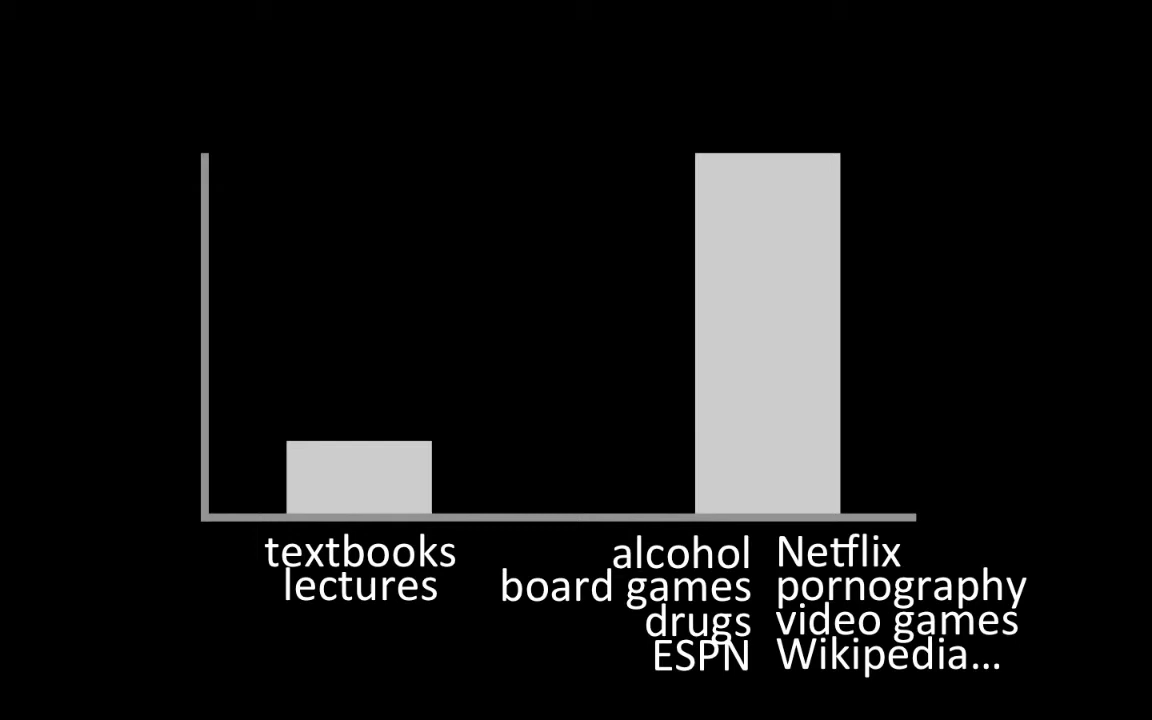 textbooks
lectures
alcohol
board games
drugs
ESPN
Netflix
pornography
video games
Wikipedia...